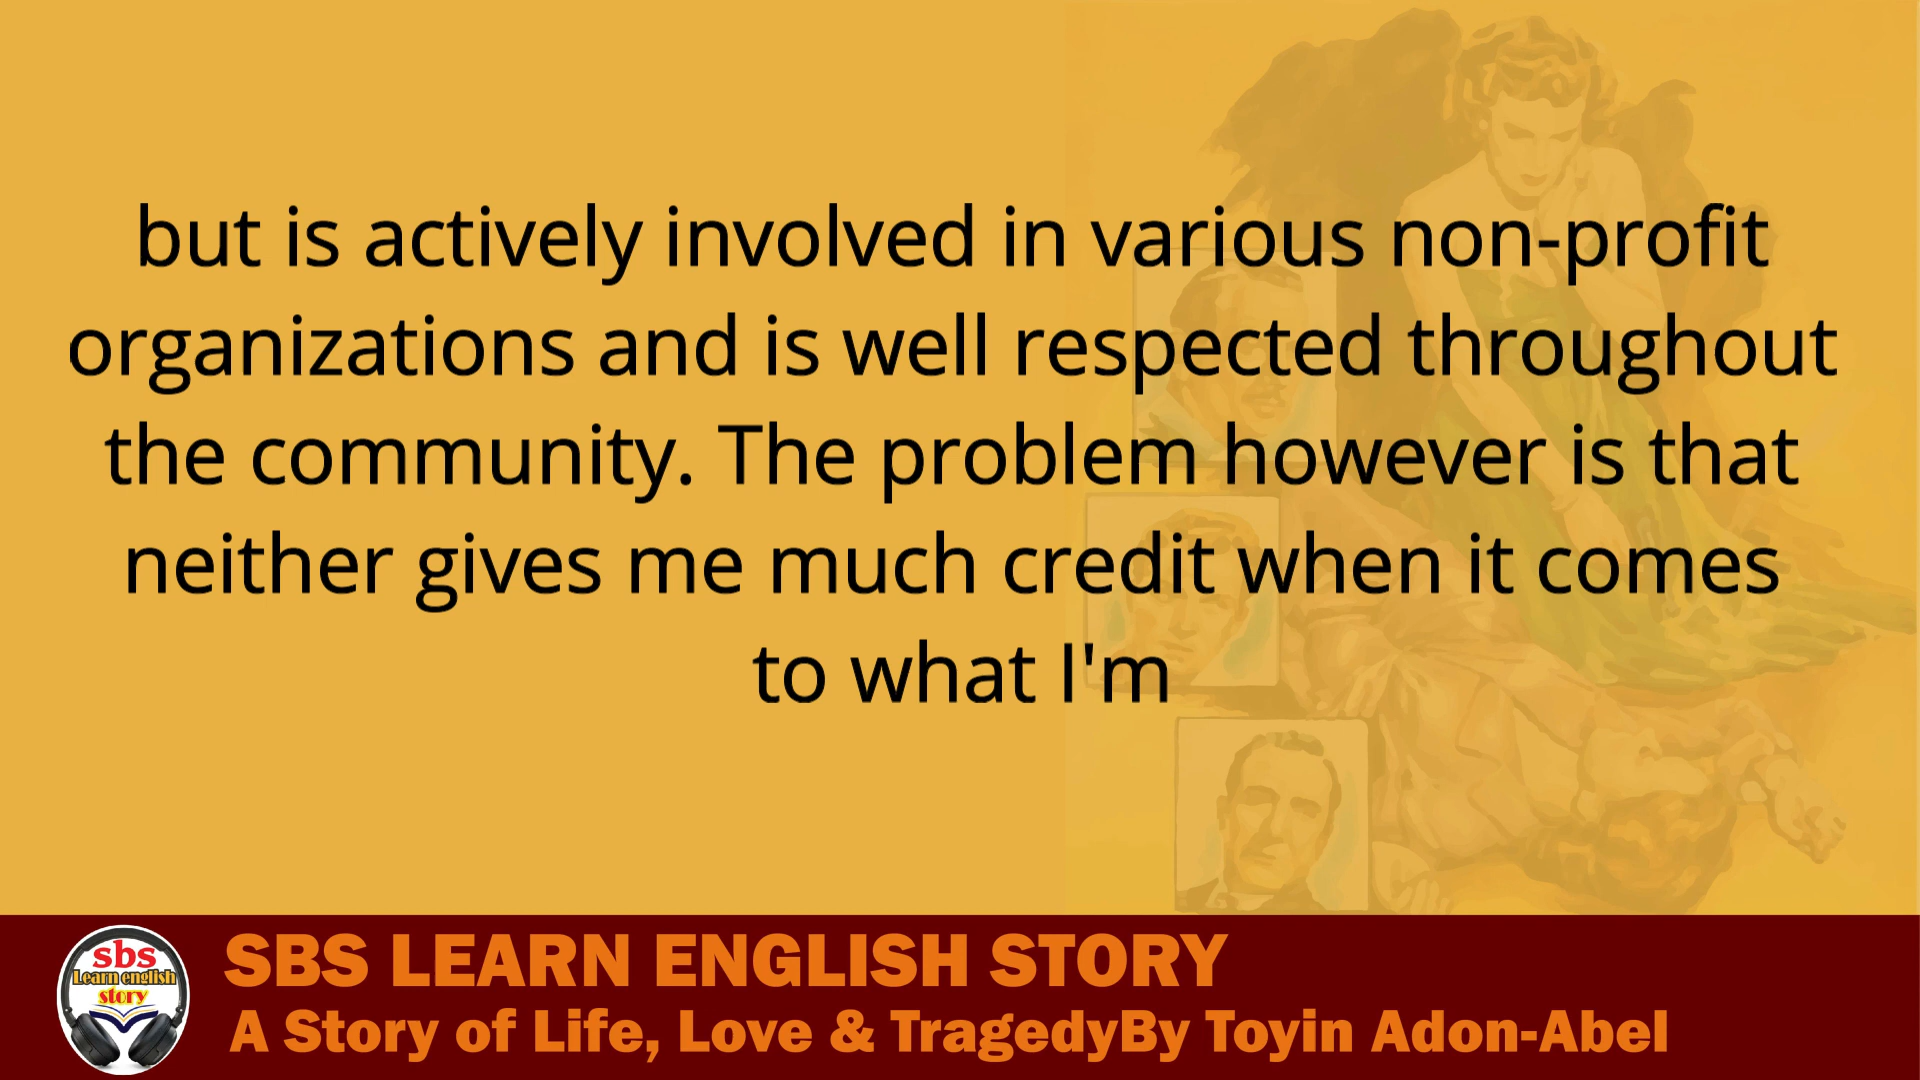 but is actively involved in various non-profit
organizations and is well respected throughout
the community. The problem however is that
neither gives me much credit when it comes
to what I'm
sbs
Learn english
story
SBS LEARN ENGLISH STORY
A Story of Life, Love & TragedyBy Toyin Adon-Abel